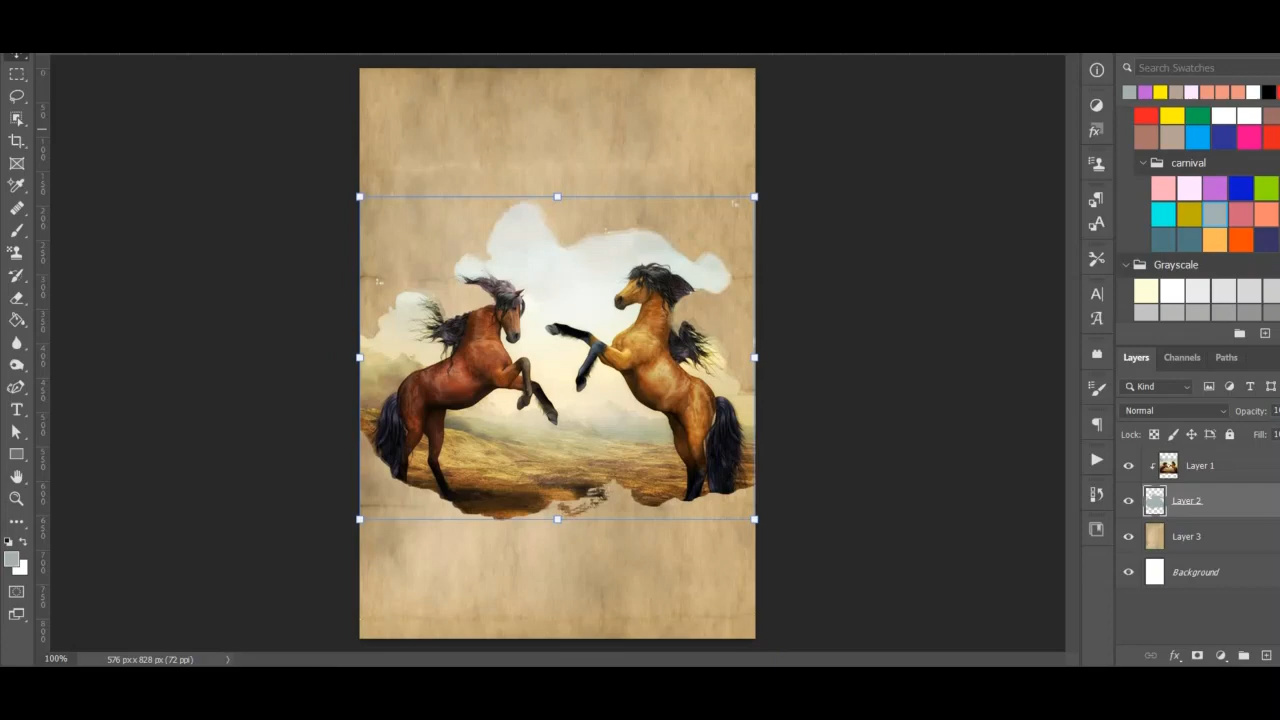 Search Swatches
carnival
Grayscale
Layers Channels Paths
Kind
Normal Opacity:
Lock: Fill:
Layer 1
Layer 2
Layer 3
Background
100% 576 px x 828 px (72 ppi)